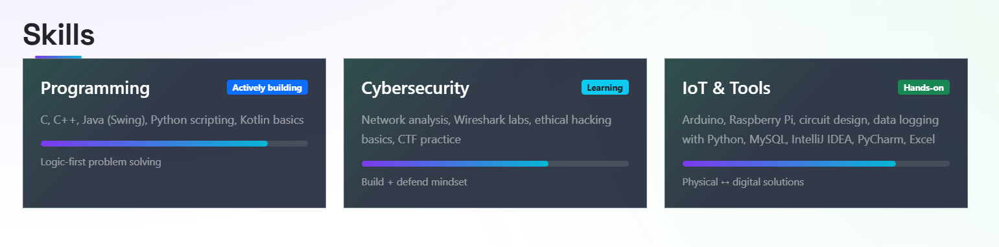 Skills
Programming
Actively building
C, C++, Java (Swing), Python scripting, Kotlin basics
Logic-first problem solving
Cybersecurity
Learning
Network analysis, Wireshark labs, ethical hacking
basics, CTF practice
Build + defend mindset
IoT & Tools
Hands-on
Arduino, Raspberry Pi, circuit design, data logging
with Python, MySQL, IntelliJ IDEA, PyCharm, Excel
Physical ↔ digital solutions